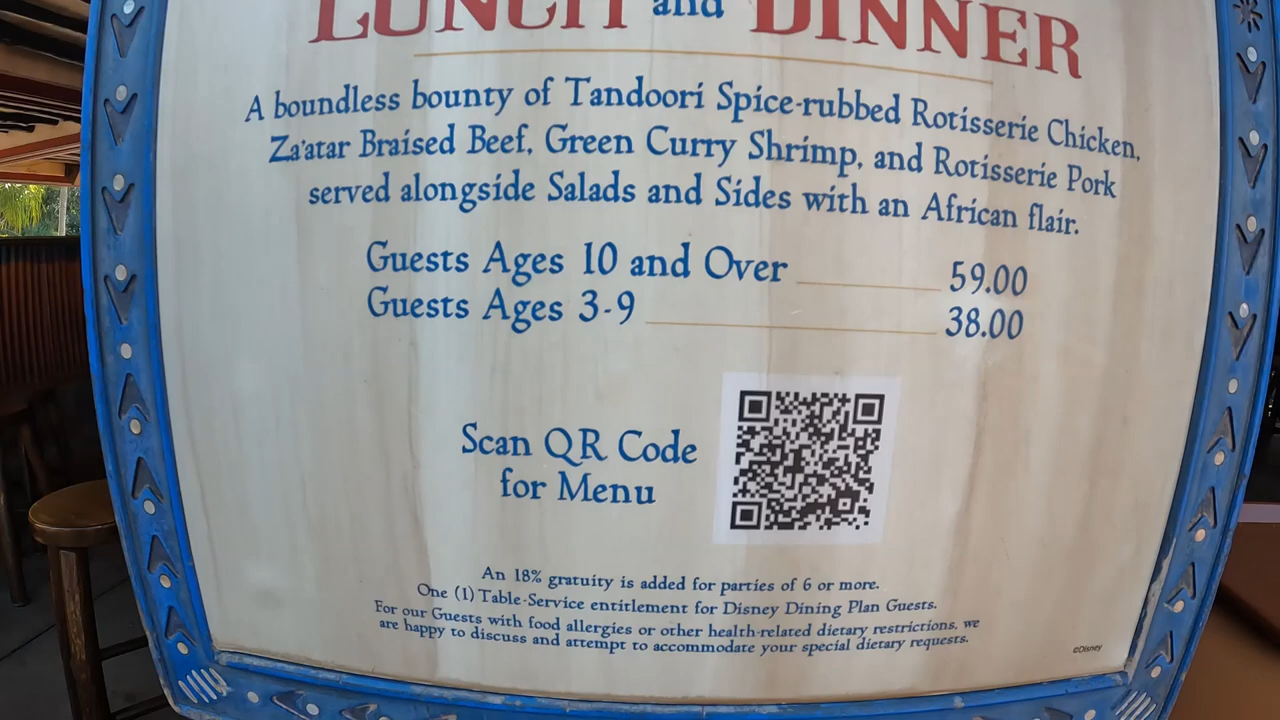 LUNCH and DINNER
A boundless bounty of Tandoori Spice-rubbed Rotisserie Chicken,
Za'atar Braised Beef, Green Curry Shrimp, and Rotisserie Pork
served alongside Salads and Sides with an African flair.
Guests Ages 10 and Over 59.00
Guests Ages 3-9 38.00
Scan QR Code
for Menu
An 18% gratuity is added for parties of 6 or more.
One (1) Table-Service entitlement for Disney Dining Plan Guests.
For our Guests with food allergies or other health-related dietary restrictions, we
are happy to discuss and attempt to accommodate your special dietary requests.
©Disney